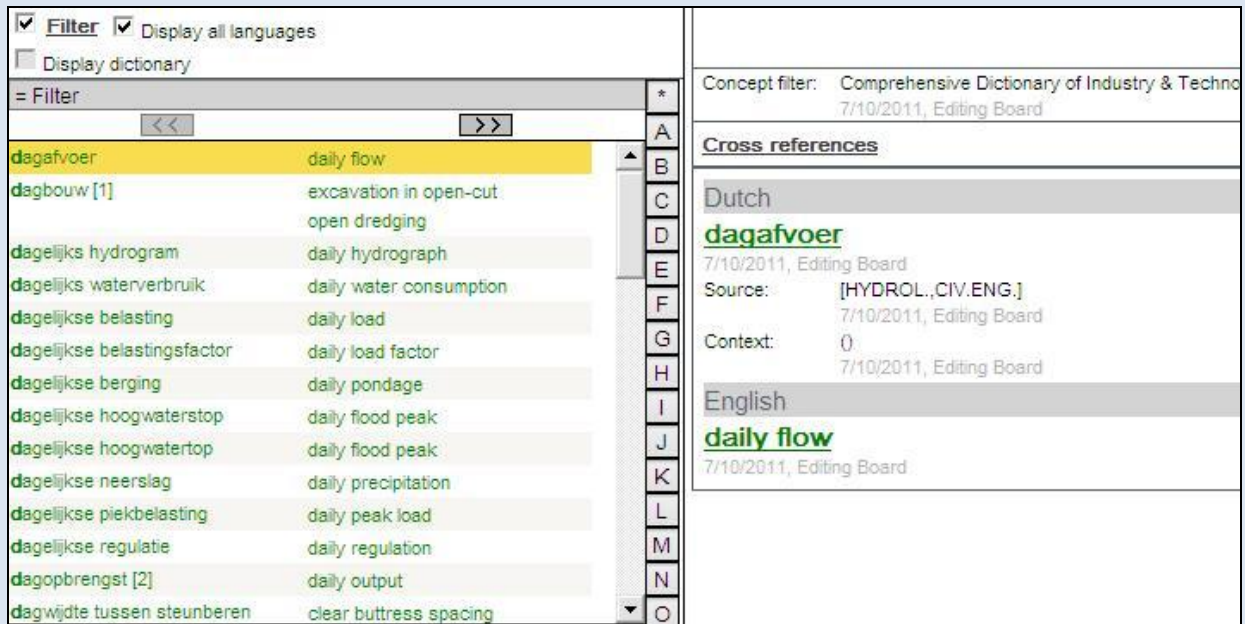 Filter Display all languages
Display dictionary
= Filter
<< >>
dagafvoer daily flow
dagbouw [1] excavation in open-cut
open dredging
dagelijks hydrogram daily hydrograph
dagelijks waterverbruik daily water consumption
dagelijkse belasting daily load
dagelijkse belastingsfactor daily load factor
dagelijkse berging daily pondage
dagelijkse hoogwaterstop daily flood peak
dagelijkse hoogwatertop daily flood peak
dagelijkse neerslag daily precipitation
dagelijkse piekbelasting daily peak load
dagelijkse regulatie daily regulation
dagopbrengst [2] daily output
dagwijdte tussen steunberen clear buttress spacing
*
A
B
C
D
E
F
G
H
I
J
K
L
M
N
O
Concept filter: Comprehensive Dictionary of Industry & Techno
7/10/2011, Editing Board
Cross references
Dutch
dagafvoer
7/10/2011, Editing Board
Source: [HYDROL.,CIV.ENG.]
7/10/2011, Editing Board
Context: ()
7/10/2011, Editing Board
English
daily flow
7/10/2011, Editing Board